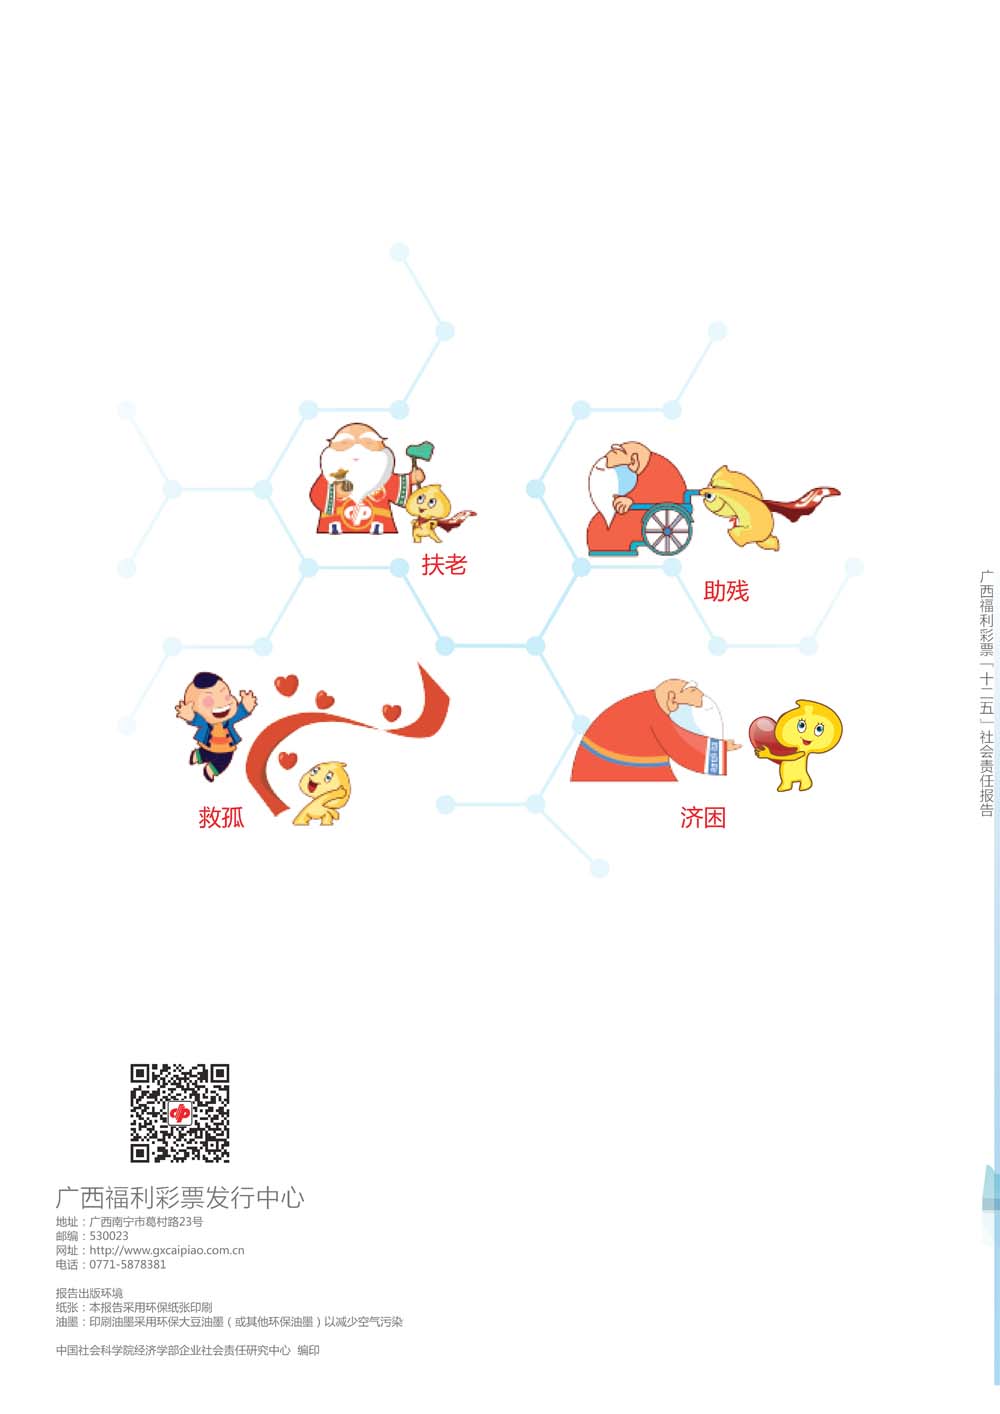 扶老
助残
广西福利彩票「十二五」社会责任报告
救孤
济困
广西福利彩票发行中心
地址：广西南宁市葛村路23号
邮编：530023
网址：http://www.gxcaipiao.com.cn
电话：0771-5878381
报告出版环境
纸张：本报告采用环保纸张印刷
油墨：印刷油墨采用环保大豆油墨（或其他环保油墨）以减少空气污染
中国社会科学院经济学部企业社会责任研究中心 编印